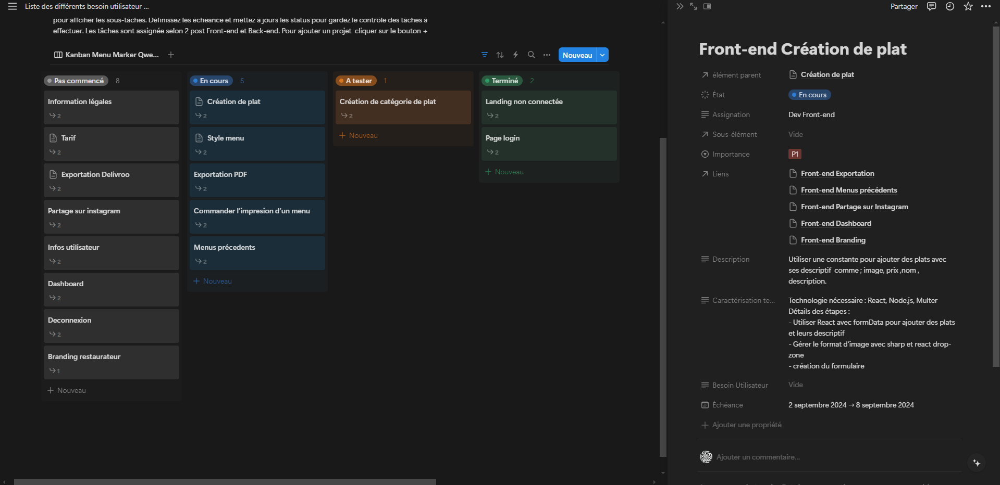 Liste des différents besoin utilisateur ...
pour affciher les sous-tâches. Définissez les échéance et mettez à jours les status pour gardez le contrôle des tâches à
effectuer. Les tâches sont assignée selon 2 post Front-end et Back-end. Pour ajouter un projet cliquer sur le bouton +
Kanban Menu Marker Qwe...
Nouveau
Pas commencé 8
Information légales
2
Tarif
2
Exportation Delivroo
2
Partage sur instagram
2
Infos utilisateur
2
Dashboard
2
Deconnexion
2
Branding restaurateur
1
+ Nouveau
En cours 5
Création de plat
2
Style menu
2
Exportation PDF
2
Commander l'impresion d'un menu
2
Menus précedents
2
+ Nouveau
A tester 1
Création de catégorie de plat
2
+ Nouveau
Terminé 2
Landing non connectée
2
Page login
2
+ Nouveau
Partager
Front-end Création de plat
élément parent Création de plat
État En cours
Assignation Dev Front-end
Sous-élément Vide
Importance P1
Liens Front-end Exportation
Front-end Menus précédents
Front-end Partage sur Instagram
Front-end Dashboard
Front-end Branding
Description Utiliser une constante pour ajouter des plats avec
ses descriptif comme ; image, prix ,nom ,
description.
Caractérisation te... Technologie nécessaire : React, Node.js, Multer
Détails des étapes :
- Utiliser React avec formData pour ajouter des plats
et leurs descriptif
- Gérer le format d'image avec sharp et react drop-
zone
- création du formulaire
Besoin Utilisateur Vide
Échéance 2 septembre 2024 → 8 septembre 2024
+ Ajouter une propriété
Ajouter un commentaire...